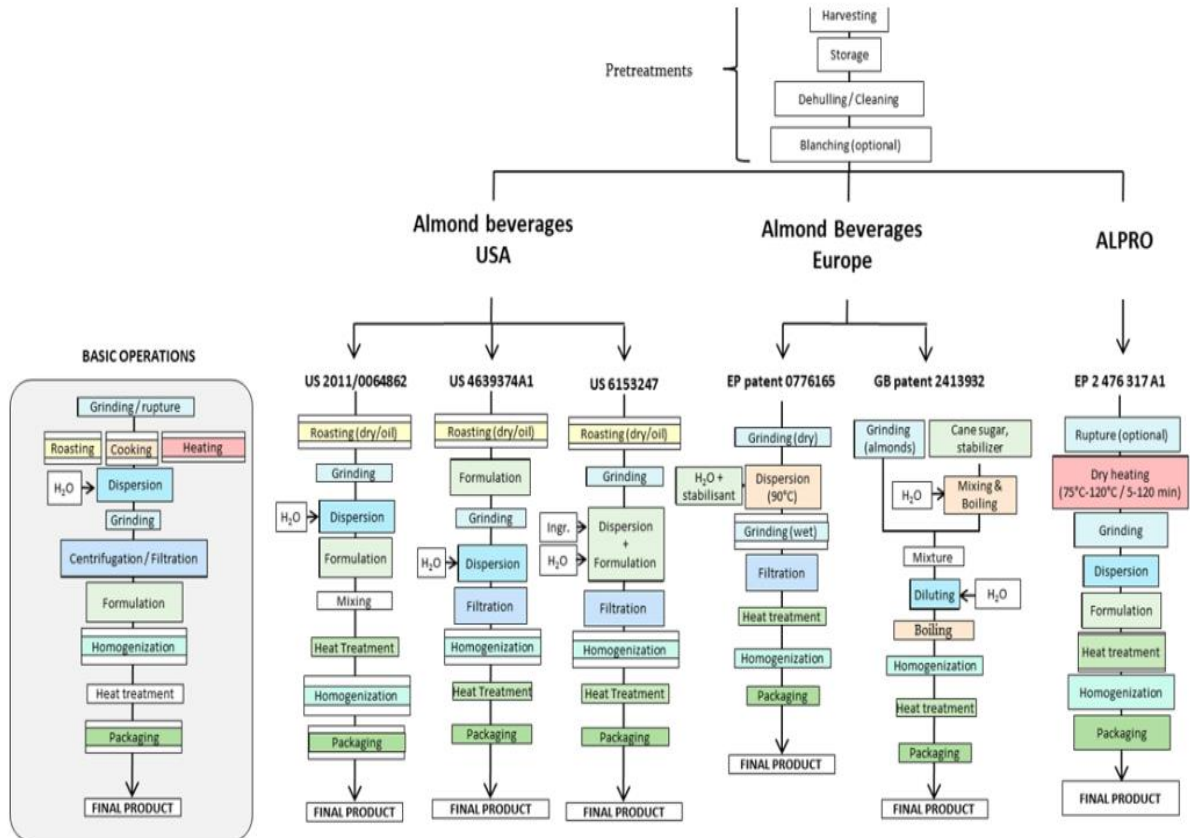 Harvesting
Storage
Pretreatments
Dehulling / Cleaning
Blanching (optional)
Almond beverages
USA
Almond Beverages
Europe
ALPRO
BASIC OPERATIONS
Grinding / rupture
Roasting
Cooking
Heating
H₂O
Dispersion
Grinding
Centrifugation / Filtration
Formulation
Homogenization
Heat treatment
Packaging
FINAL PRODUCT
US 2011/0064862
Roasting (dry/oil)
Grinding
H₂O
Dispersion
Formulation
Mixing
Heat Treatment
Homogenization
Packaging
FINAL PRODUCT
US 4639374A1
Roasting (dry/oil)
Formulation
Grinding
H₂O
Dispersion
Filtration
Homogenization
Heat Treatment
Packaging
FINAL PRODUCT
US 6153247
Roasting (dry/oil)
Grinding
Ingr.
H₂O
Dispersion
+
Formulation
Filtration
Homogenization
Heat Treatment
Packaging
FINAL PRODUCT
EP patent 0776165
Grinding (dry)
H₂O +
stabilisant
Dispersion
(90°C)
Grinding (wet)
Filtration
Heat treatment
Homogenization
Packaging
FINAL PRODUCT
GB patent 2413932
Grinding
(almonds)
Cane sugar,
stabilizer
H₂O
Mixing &
Boiling
Mixture
Diluting
H₂O
Boiling
Homogenization
Heat treatment
Packaging
FINAL PRODUCT
EP 2 476 317 A1
Rupture (optional)
Dry heating
(75°C-120°C / 5-120 min)
Grinding
Dispersion
Formulation
Heat treatment
Homogenization
Packaging
FINAL PRODUCT